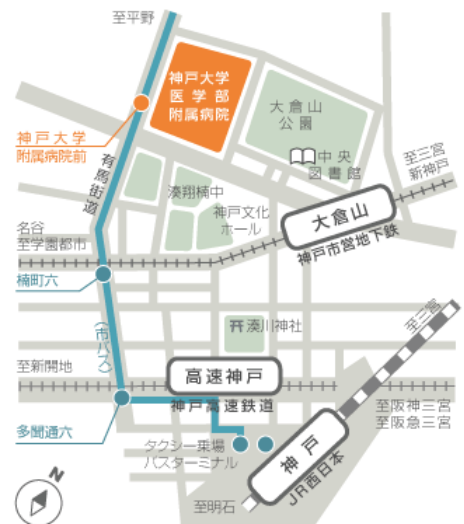 至平野
神戸大学
医学部
附属病院
大倉山
公園
神戸大学
附属病院前
有馬街道
中央
図書館
至三宮
新神戸
湊翔楠中
神戸文化
ホール
大倉山
神戸市営地下鉄
名谷
至学園都市
楠町六
(市バス)
湊川神社
至三宮
至新開地
高速神戸
神戸高速鉄道
至阪神三宮
至阪急三宮
多聞通六
タクシー乗場
バスターミナル
神戸
JR西日本
至明石
N